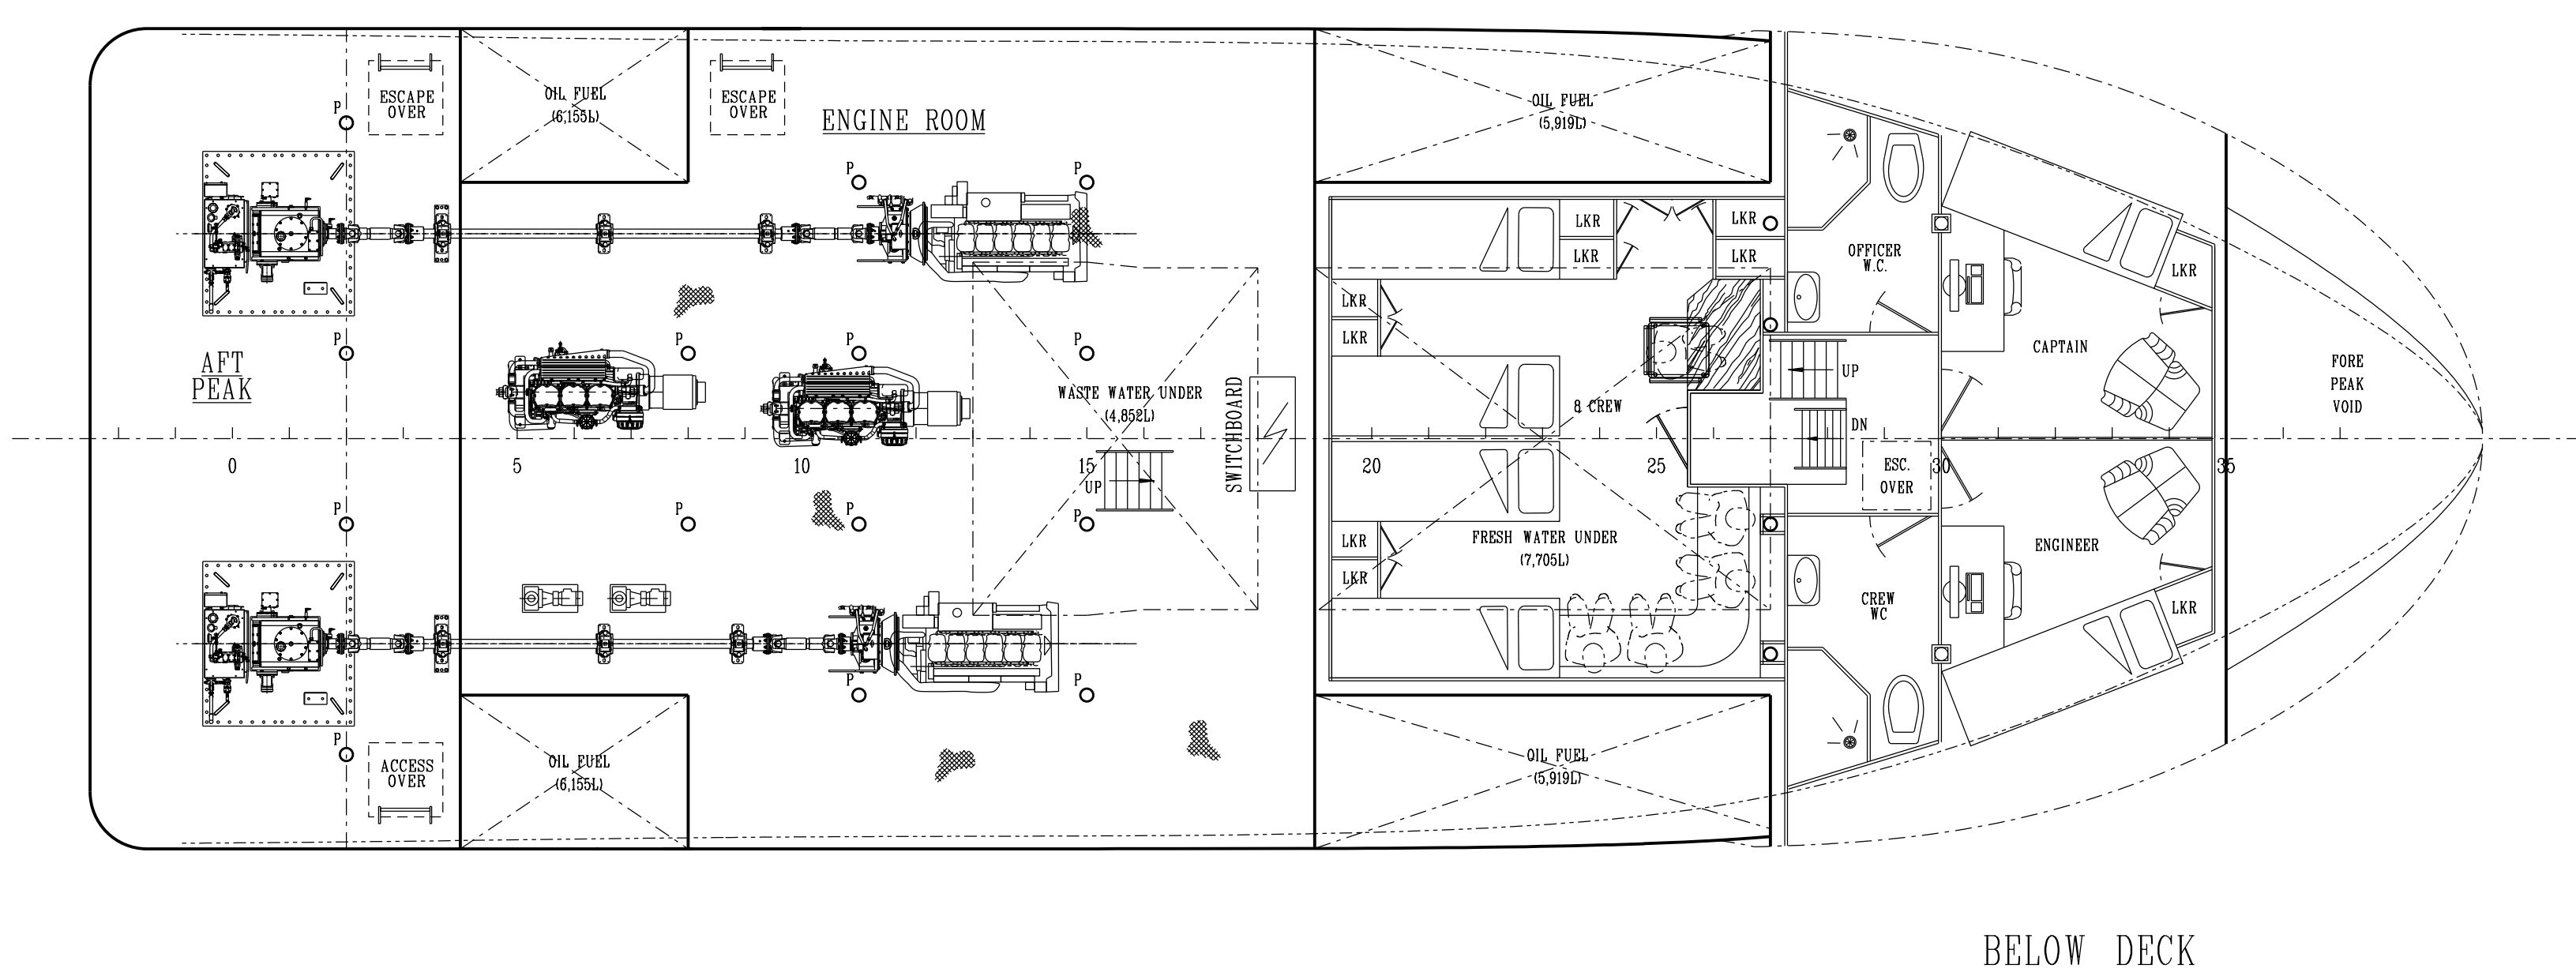 ESCAPE
OVER
P
OIL FUEL
(6,155L)
ESCAPE
OVER
ENGINE ROOM
OIL FUEL
(5,919L)
P
P
LKR
LKR
LKR
LKR
OFFICER
W.C.
LKR
LKR
LKR
P
P
P
P
AFT
PEAK
WASTE WATER UNDER
(4,852L)
SWITCHBOARD
8 CREW
UP
DN
CAPTAIN
FORE
PEAK
VOID
0
5
10
15
20
25
30
35
ESC.
OVER
UP
P
P
P
P
LKR
LKR
FRESH WATER UNDER
(7,705L)
ENGINEER
CREW
WC
LKR
P
P
P
ACCESS
OVER
OIL FUEL
(6,155L)
OIL FUEL
(5,919L)
BELOW DECK